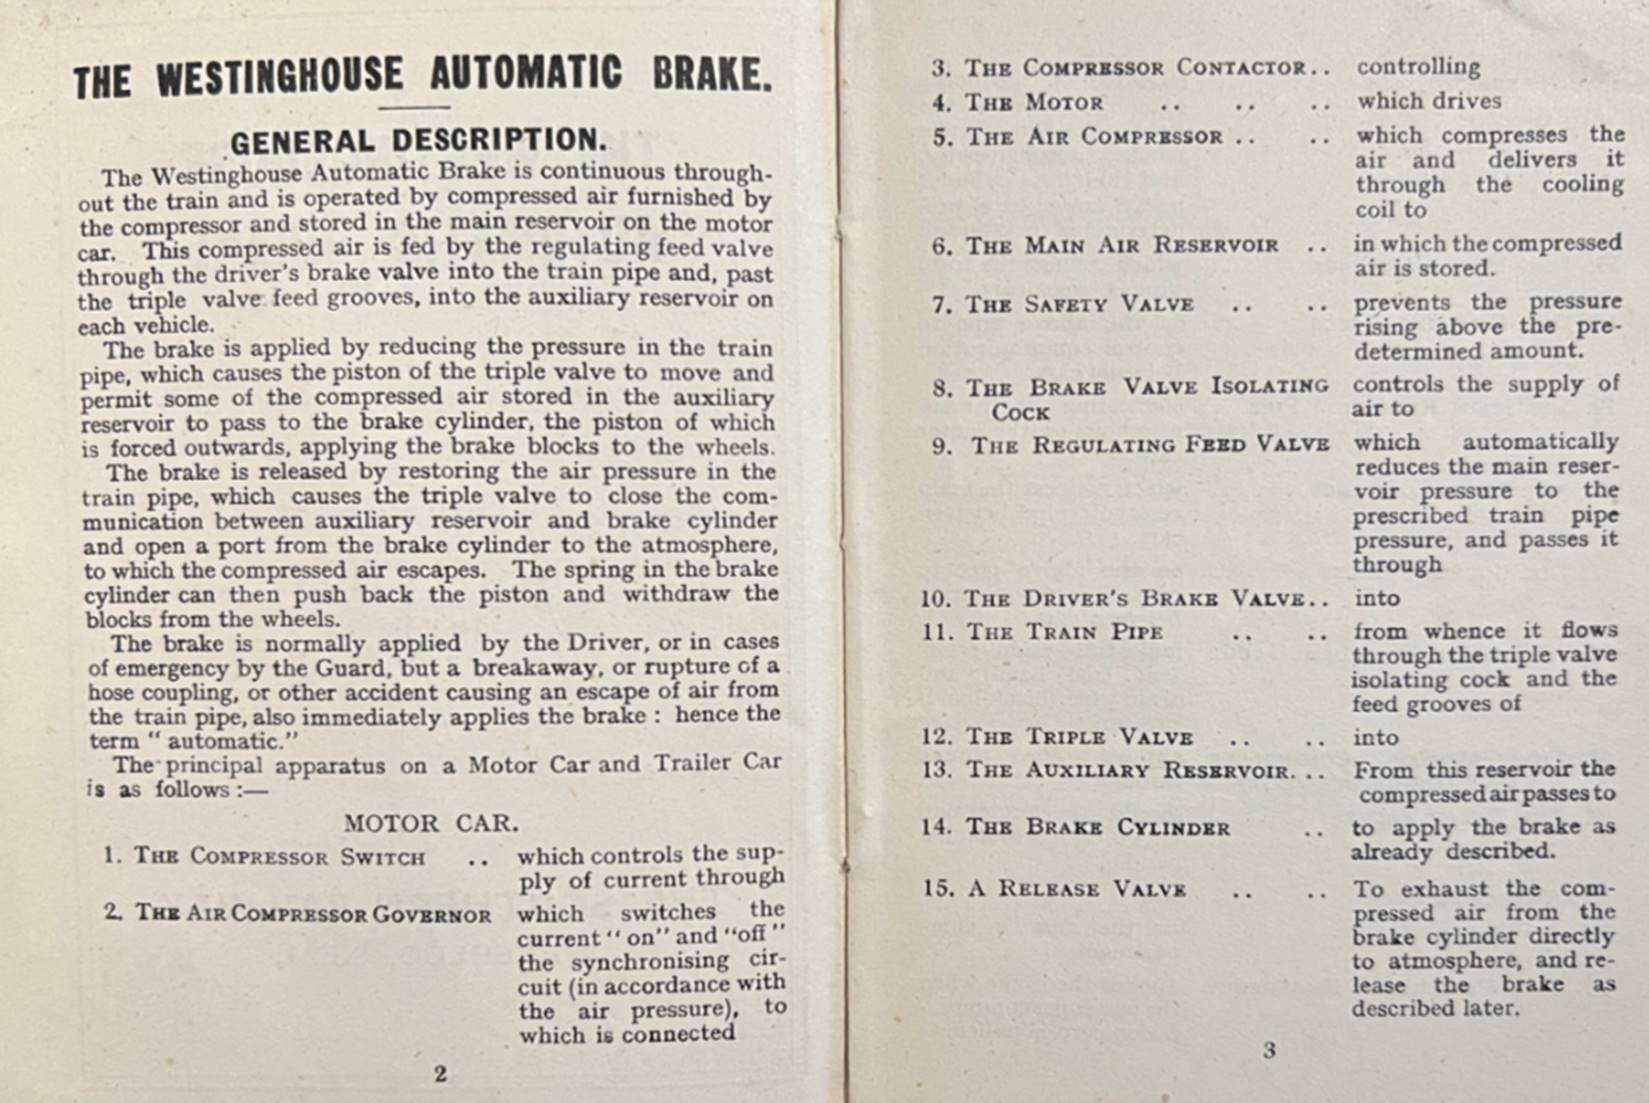 THE WESTINGHOUSE AUTOMATIC BRAKE.
GENERAL DESCRIPTION.
The Westinghouse Automatic Brake is continuous through-
out the train and is operated by compressed air furnished by
the compressor and stored in the main reservoir on the motor
car. This compressed air is fed by the regulating feed valve
through the driver's brake valve into the train pipe and, past
the triple valve feed grooves, into the auxiliary reservoir on
each vehicle.
The brake is applied by reducing the pressure in the train
pipe, which causes the piston of the triple valve to move and
permit some of the compressed air stored in the auxiliary
reservoir to pass to the brake cylinder, the piston of which
is forced outwards, applying the brake blocks to the wheels.
The brake is released by restoring the air pressure in the
train pipe, which causes the triple valve to close the com-
munication between auxiliary reservoir and brake cylinder
and open a port from the brake cylinder to the atmosphere,
to which the compressed air escapes. The spring in the brake
cylinder can then push back the piston and withdraw the
blocks from the wheels.
The brake is normally applied by the Driver, or in cases
of emergency by the Guard, but a breakaway, or rupture of a
hose coupling, or other accident causing an escape of air from
the train pipe, also immediately applies the brake : hence the
term “ automatic.”
The principal apparatus on a Motor Car and Trailer Car
is as follows :—
MOTOR CAR.
1. THE COMPRESSOR SWITCH .. which controls the sup-
ply of current through
2. THE AIR COMPRESSOR GOVERNOR which switches the
current “ on” and “off ”
the synchronising cir-
cuit (in accordance with
the air pressure), to
which is connected
2
3. THE COMPRESSOR CONTACTOR.. controlling
4. THE MOTOR .. .. .. which drives
5. THE AIR COMPRESSOR .. .. which compresses the
air and delivers it
through the cooling
coil to
6. THE MAIN AIR RESERVOIR .. in which the compressed
air is stored.
7. THE SAFETY VALVE .. .. prevents the pressure
rising above the pre-
determined amount.
8. THE BRAKE VALVE ISOLATING controls the supply of
COCK air to
9. THE REGULATING FEED VALVE which automatically
reduces the main reser-
voir pressure to the
prescribed train pipe
pressure, and passes it
through
10. THE DRIVER'S BRAKE VALVE.. into
11. THE TRAIN PIPE .. .. from whence it flows
through the triple valve
isolating cock and the
feed grooves of
12. THE TRIPLE VALVE .. .. into
13. THE AUXILIARY RESERVOIR. .. From this reservoir the
compressed air passes to
14. THE BRAKE CYLINDER .. to apply the brake as
already described.
15. A RELEASE VALVE .. .. To exhaust the com-
pressed air from the
brake cylinder directly
to atmosphere, and re-
lease the brake as
described later.
3